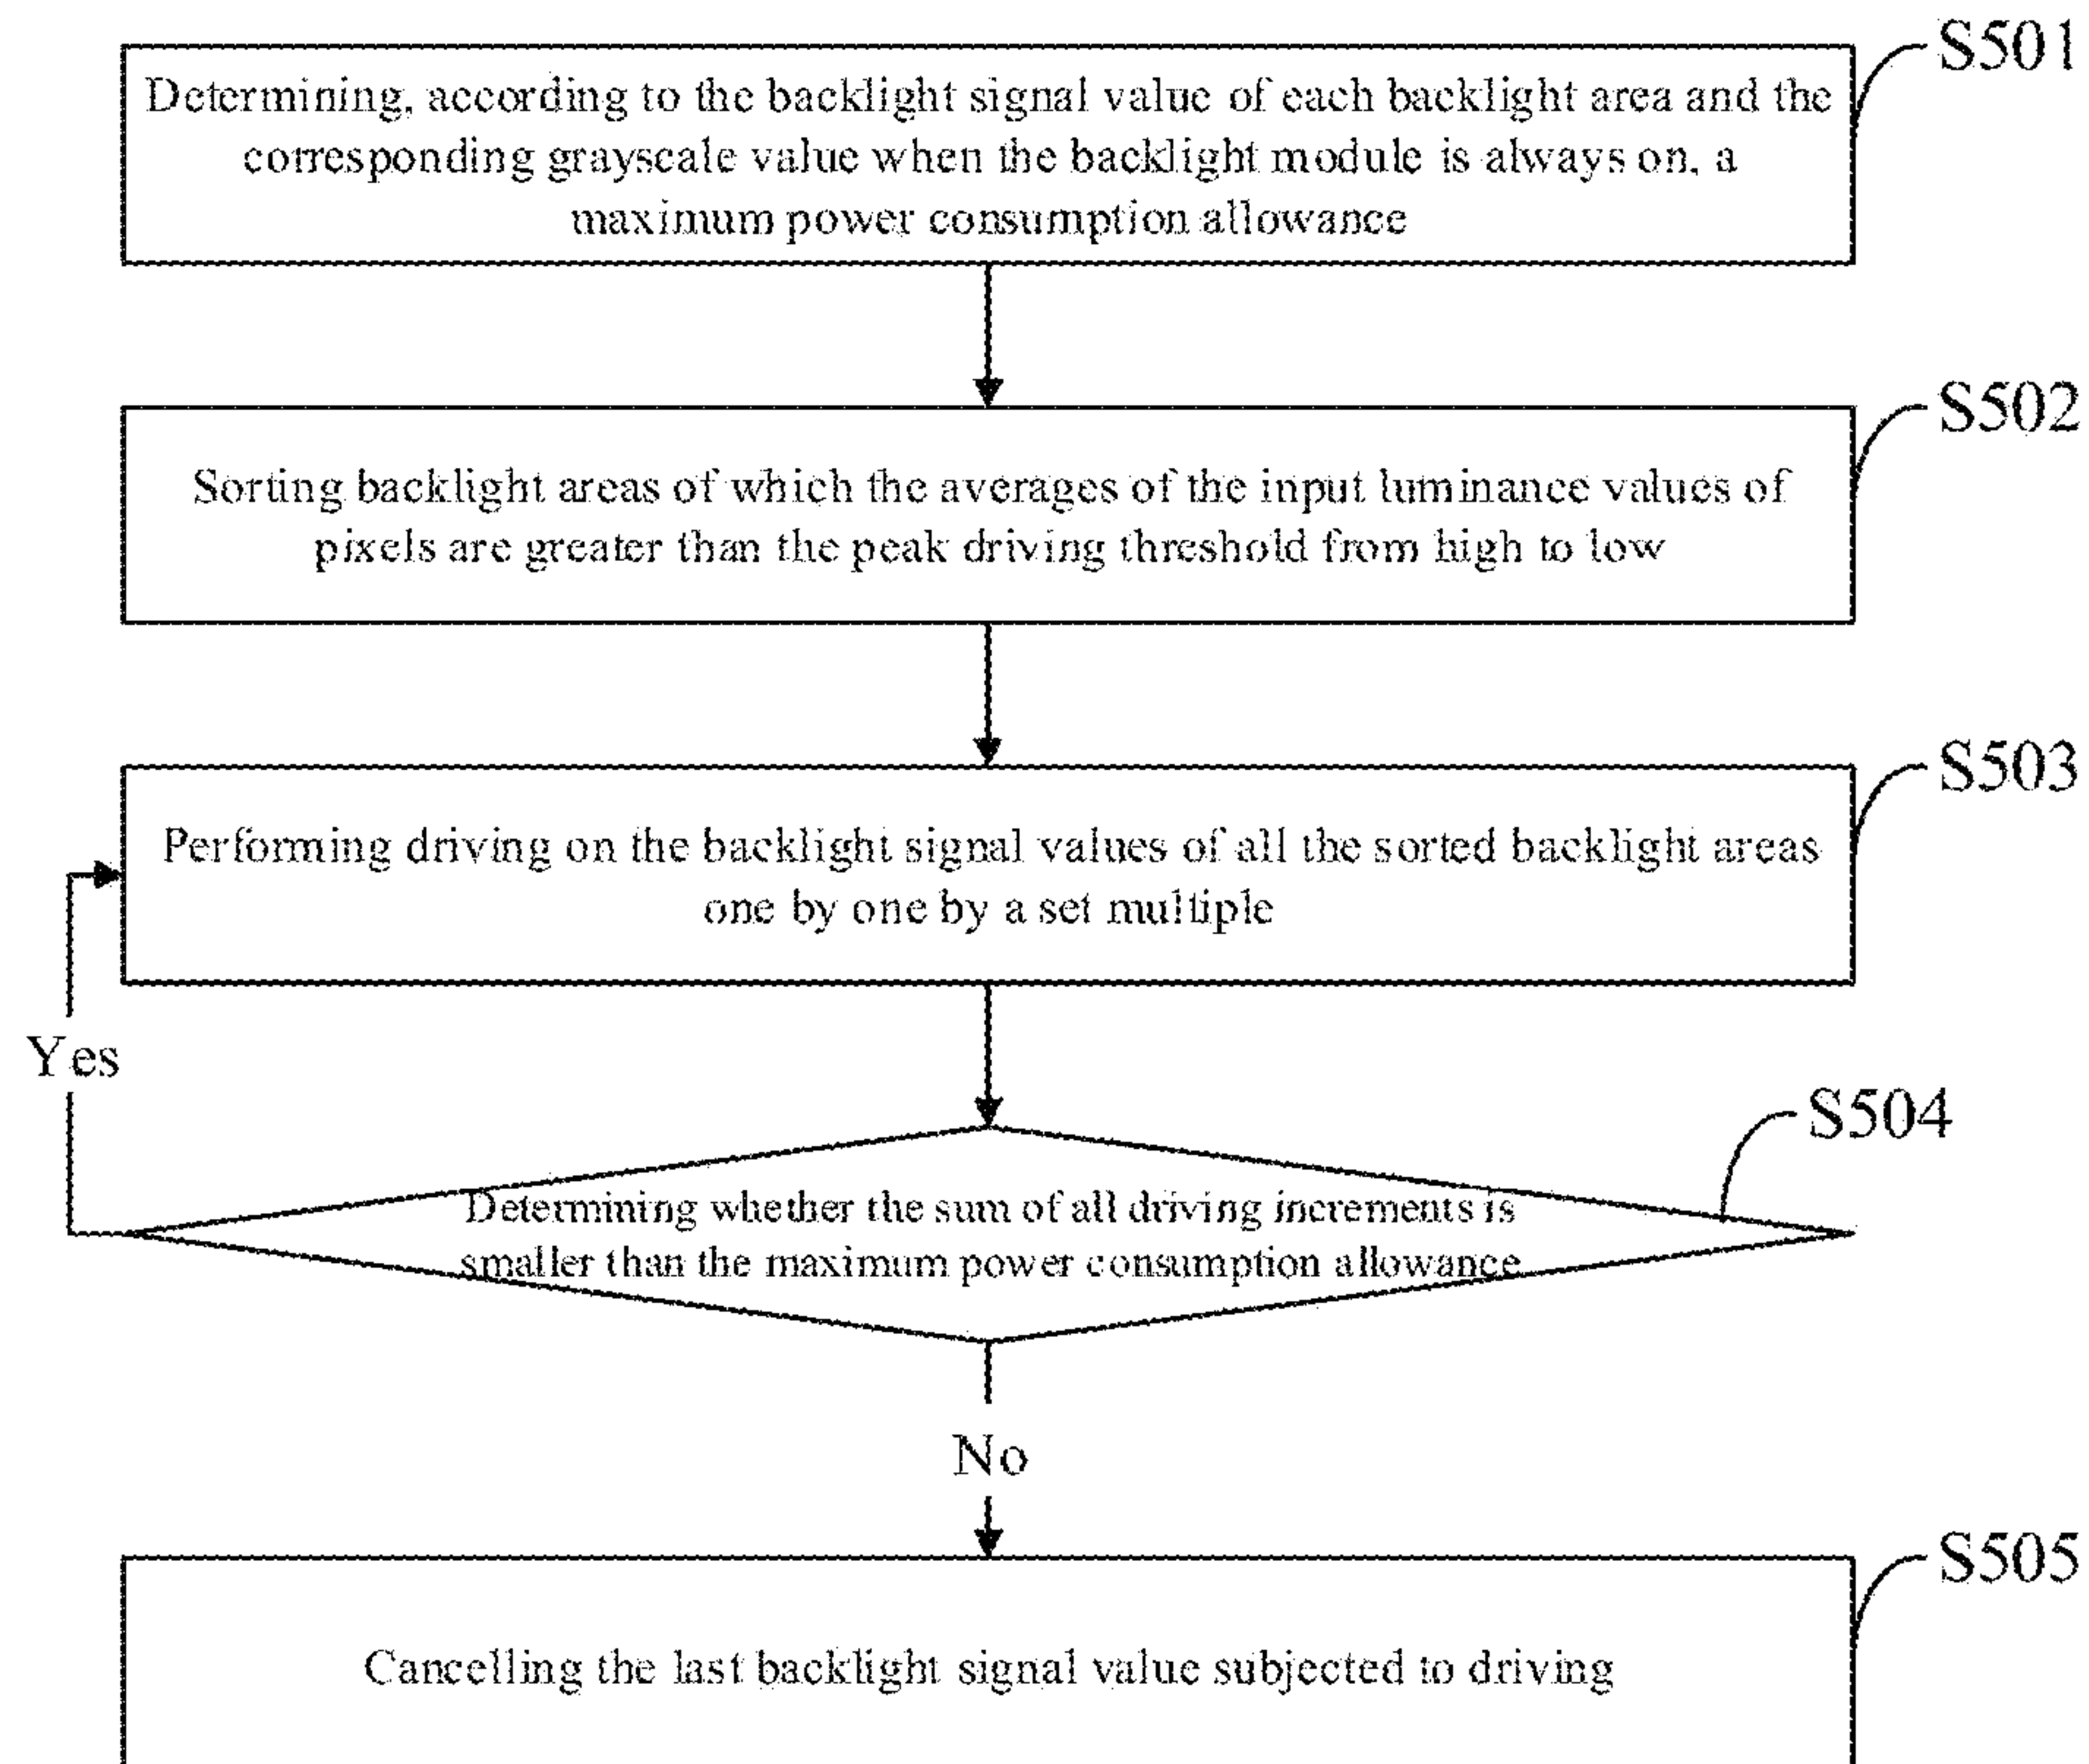 S501
Determining, according to the backlight signal value of each backlight area and the
corresponding grayscale value when the backlight module is always on, a
maximum power consumption allowance
S502
Sorting backlight areas of which the averages of the input luminance values of
pixels are greater than the peak driving threshold from high to low
S503
Performing driving on the backlight signal values of all the sorted backlight areas
one by one by a set multiple
Yes
S504
Determining whether the sum of all driving increments is
smaller than the maximum power consumption allowance
No
S505
Cancelling the last backlight signal value subjected to driving